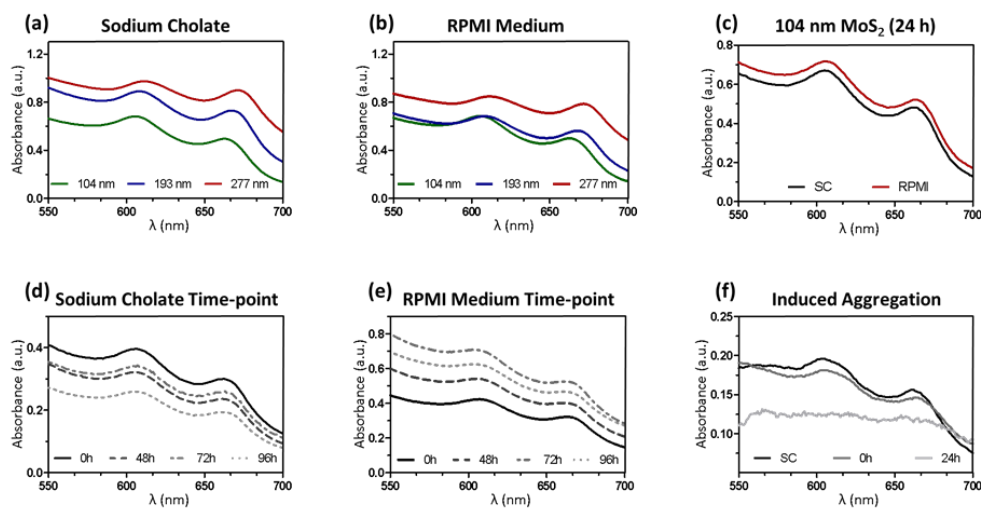 (a) Sodium Cholate
Absorbance (a.u.)
1.2
0.9
0.6
0.3
0.0
104 nm 193 nm 277 nm
550 600 650 700
λ (nm)
(b) RPMI Medium
Absorbance (a.u.)
1.2
0.8
0.4
0.0
104 nm 193 nm 277 nm
550 600 650 700
λ (nm)
(c) 104 nm MoS₂ (24 h)
Absorbance (a.u.)
0.8
0.6
0.4
0.2
0.0
SC RPMI
550 600 650 700
λ (nm)
(d) Sodium Cholate Time-point
Absorbance (a.u.)
0.4
0.2
0.0
0h 48h 72h 96h
550 600 650 700
λ (nm)
(e) RPMI Medium Time-point
Absorbance (a.u.)
0.8
0.6
0.4
0.2
0.0
0h 48h 72h 96h
550 600 650 700
λ (nm)
(f) Induced Aggregation
Absorbance (a.u.)
0.25
0.20
0.15
0.10
SC 0h 24h
550 600 650 700
λ (nm)